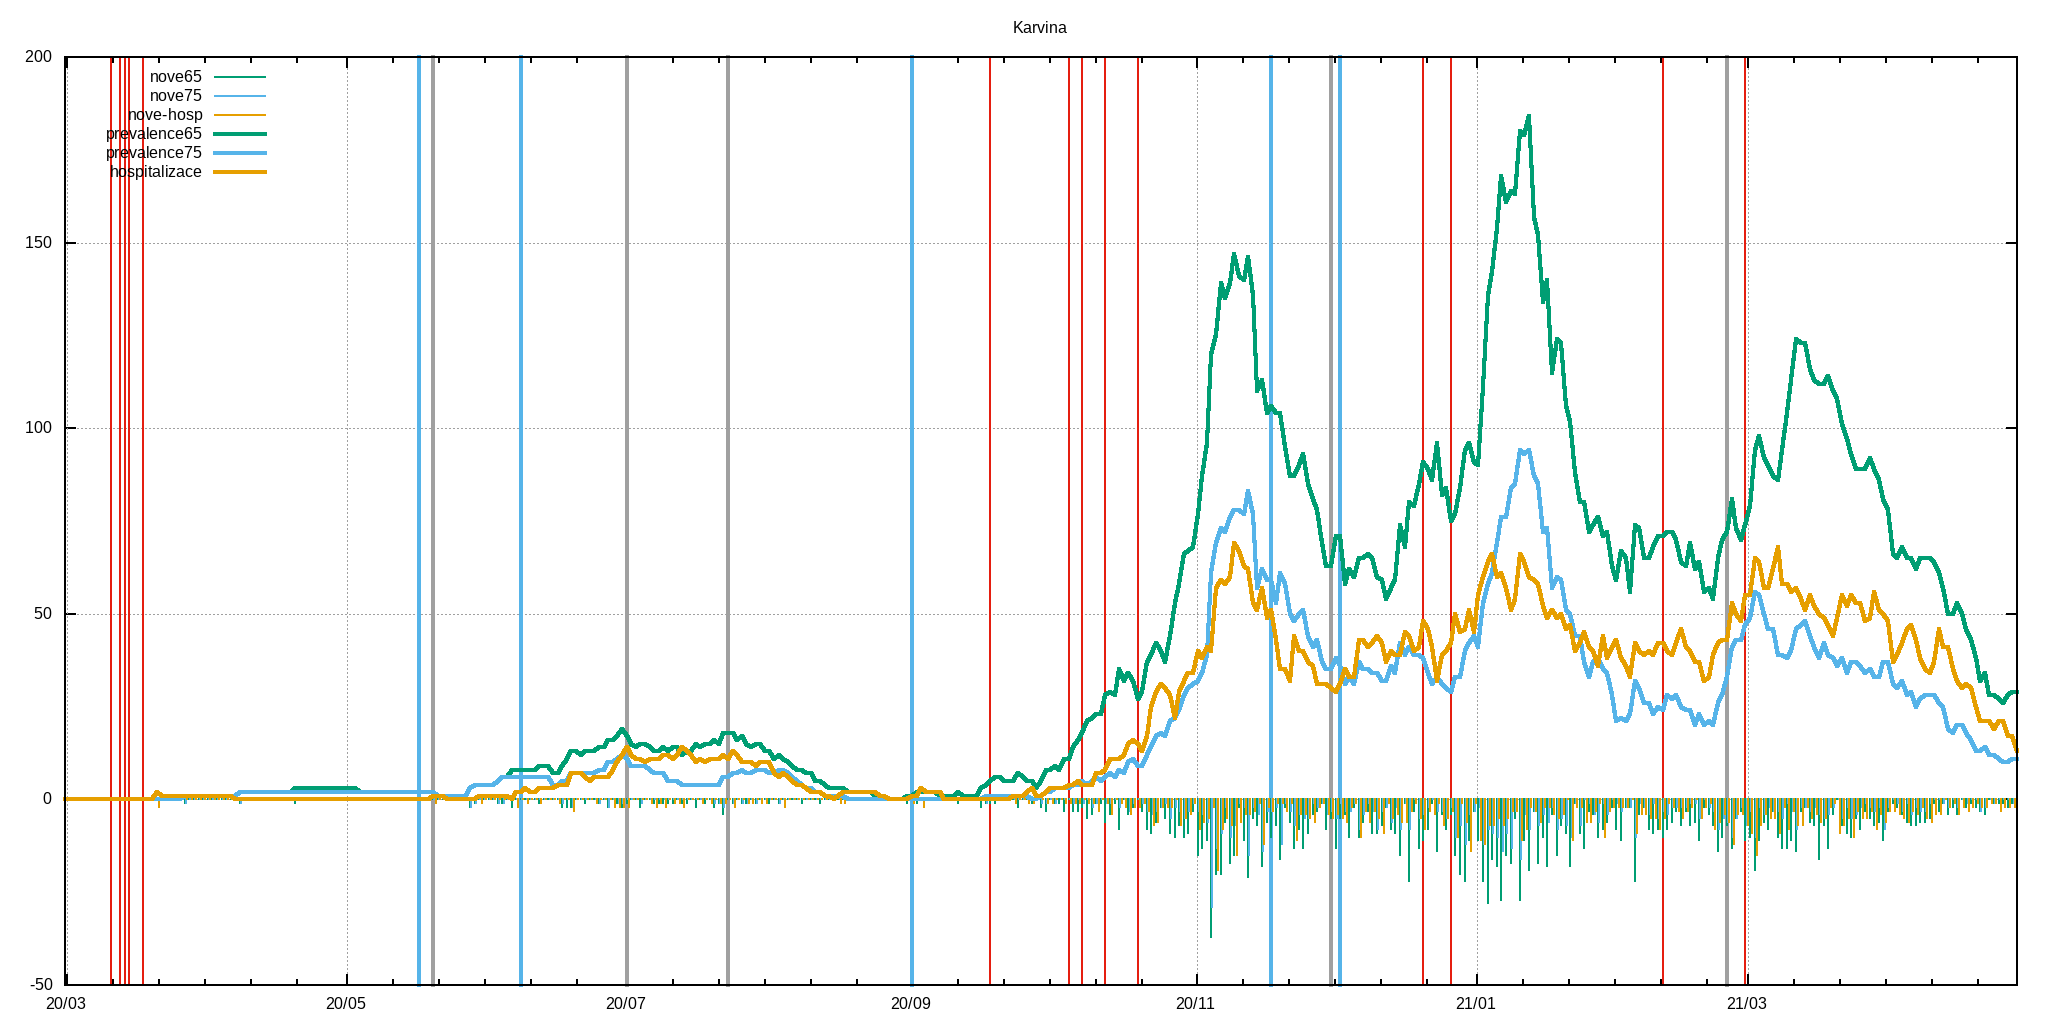 Karvina
200
nove65
nove75
nove-hosp
prevalence65
prevalence75
hospitalizace
150
100
50
0
-50
20/03 20/05 20/07 20/09 20/11 21/01 21/03